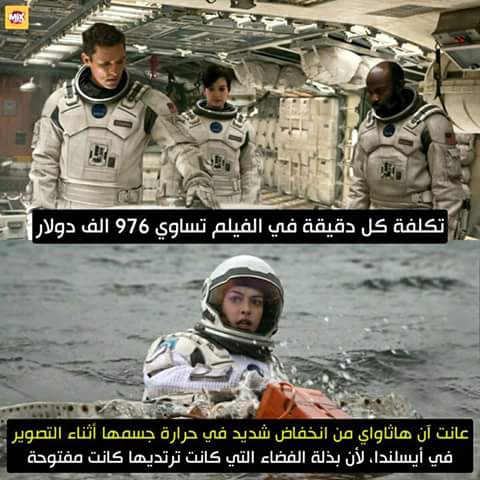 MiX
تكلفة كل دقيقة في الفيلم تساوي 976 الف دولار
عانت آن هاثاواي من انخفاض شديد في حرارة جسمها أثناء التصوير
في أيسلندا، لأن بذلة الفضاء التي كانت ترتديها كانت مفتوحة